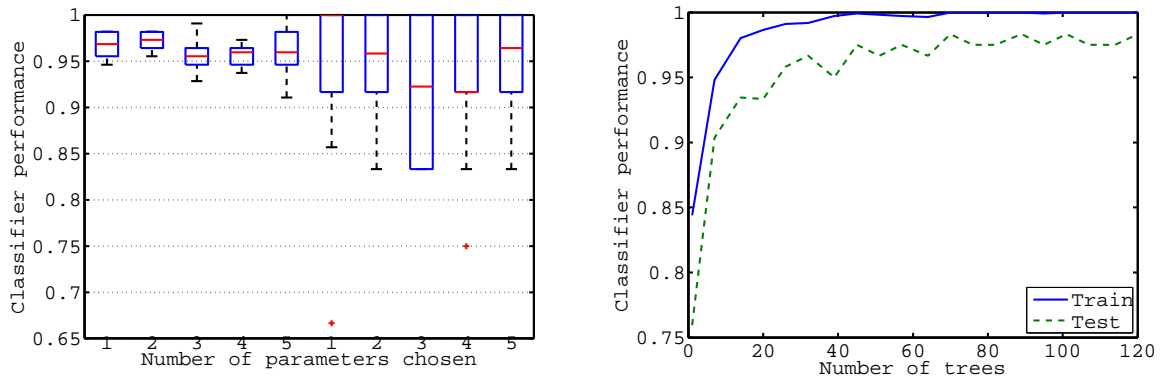 Classifier performance
1
0.95
0.9
0.85
0.8
0.75
0.7
0.65
1 2 3 4 5 1 2 3 4 5
Number of parameters chosen
Classifier performance
1
0.95
0.9
0.85
0.8
0.75
0 20 40 60 80 100 120
Number of trees
Train
Test